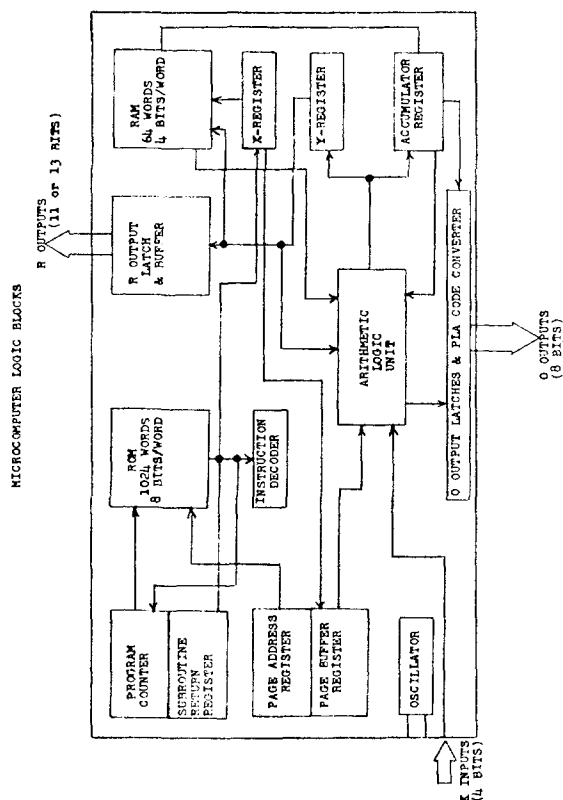 MICROCOMPUTER LOGIC BLOCKS
R OUTPUTS
(11 or 13 BITS)
RAM
64 WORDS
4 BITS/WORD
R OUTPUT
LATCH
& BUFFER
ROM
1024 WORDS
8 BITS/WORD
PROGRAM
COUNTER
SUBROUTINE
RETURN
REGISTER
X-REGISTER
INSTRUCTION
DECODER
PAGE ADDRESS
REGISTER
PAGE BUFFER
REGISTER
Y-REGISTER
ARITHMETIC
LOGIC
UNIT
ACCUMULATOR
REGISTER
OSCILLATOR
O OUTPUT LATCHES & PLA CODE CONVERTER
K INPUTS
(4 BITS)
O OUTPUTS
(8 BITS)